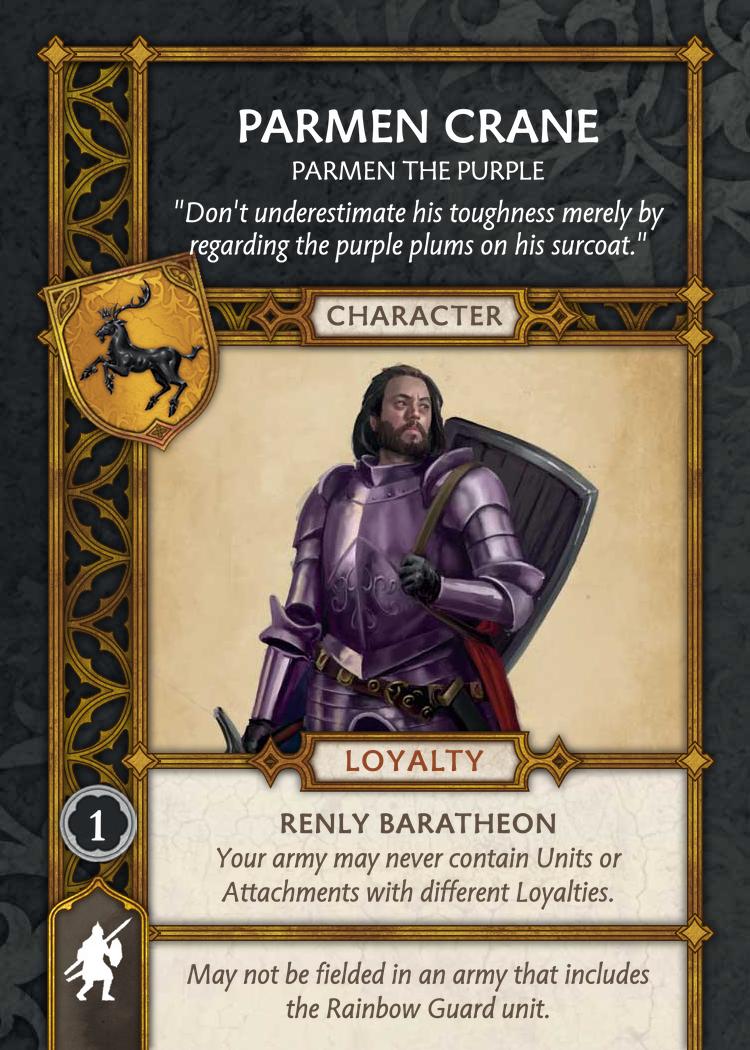 PARMEN CRANE
PARMEN THE PURPLE
"Don't underestimate his toughness merely by
regarding the purple plums on his surcoat."
CHARACTER
LOYALTY
1
RENLY BARATHEON
Your army may never contain Units or
Attachments with different Loyalties.
May not be fielded in an army that includes
the Rainbow Guard unit.